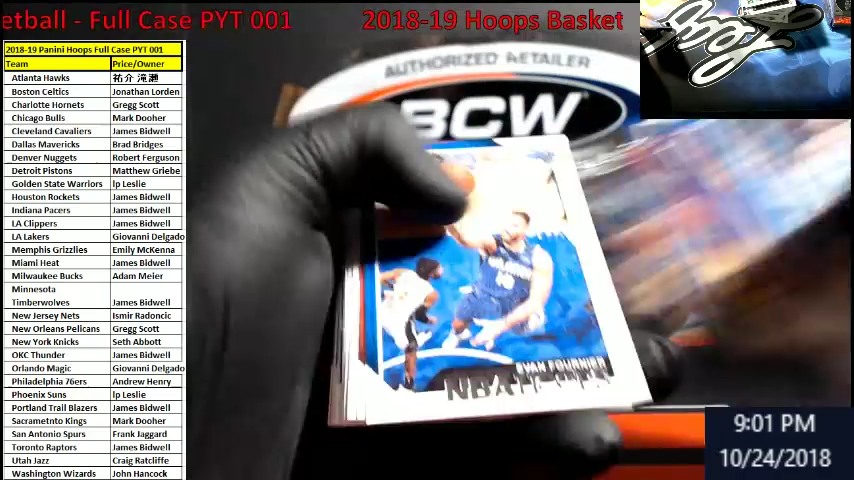 etball - Full Case PYT 001 2018-19 Hoops Basket
2018-19 Panini Hoops Full Case PYT 001
Team Price/Owner
Atlanta Hawks 祐介 滝瀬
Boston Celtics Jonathan Lorden
Charlotte Hornets Gregg Scott
Chicago Bulls Mark Dooher
Cleveland Cavaliers James Bidwell
Dallas Mavericks Brad Bridges
Denver Nuggets Robert Ferguson
Detroit Pistons Matthew Griebe
Golden State Warriors lp Leslie
Houston Rockets James Bidwell
Indiana Pacers James Bidwell
LA Clippers James Bidwell
LA Lakers Giovanni Delgado
Memphis Grizzlies Emily McKenna
Miami Heat James Bidwell
Milwaukee Bucks Adam Meier
Minnesota
Timberwolves James Bidwell
New Jersey Nets Ismir Radoncic
New Orleans Pelicans Gregg Scott
New York Knicks Seth Abbott
OKC Thunder James Bidwell
Orlando Magic Giovanni Delgado
Philadelphia 76ers Andrew Henry
Phoenix Suns lp Leslie
Portland Trail Blazers James Bidwell
Sacrametnto Kings Mark Dooher
San Antonio Spurs Frank Jaggard
Toronto Raptors James Bidwell
Utah Jazz Craig Ratcliffe
Washington Wizards John Hancock
AUTHORIZED RETAILER
BCW
EVAN FOURNIER
9:01 PM
10/24/2018